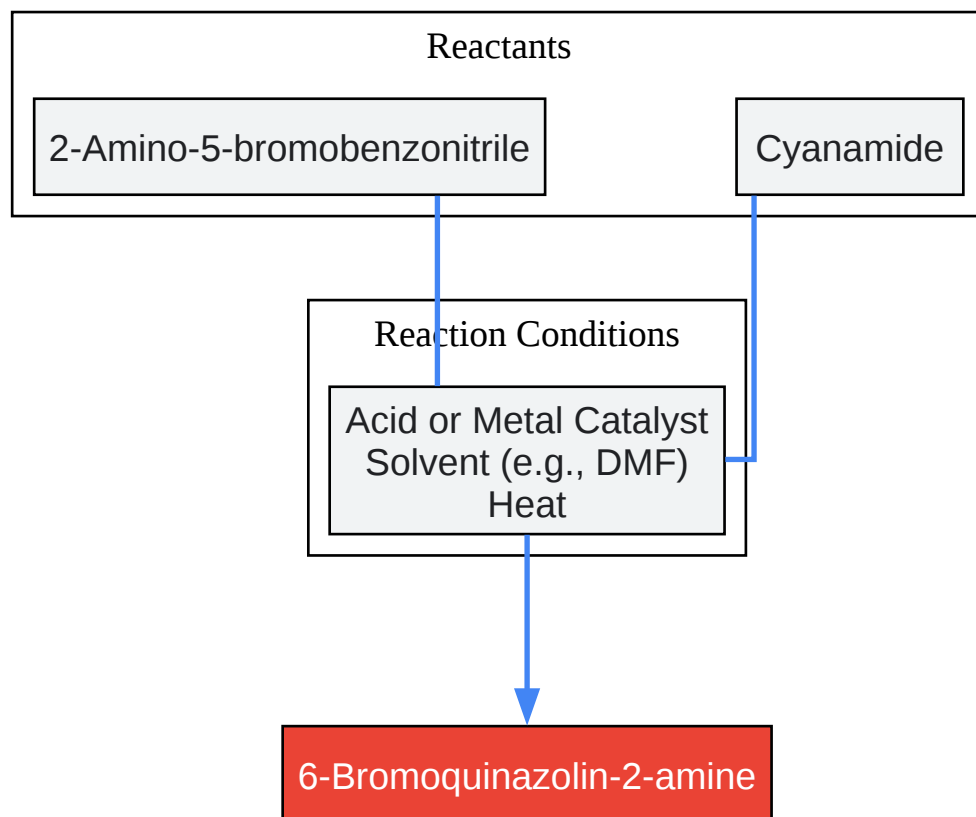 Reactants
2-Amino-5-bromobenzonitrile
Cyanamide
Reaction Conditions
Acid or Metal Catalyst
Solvent (e.g., DMF)
Heat
6-Bromoquinazolin-2-amine